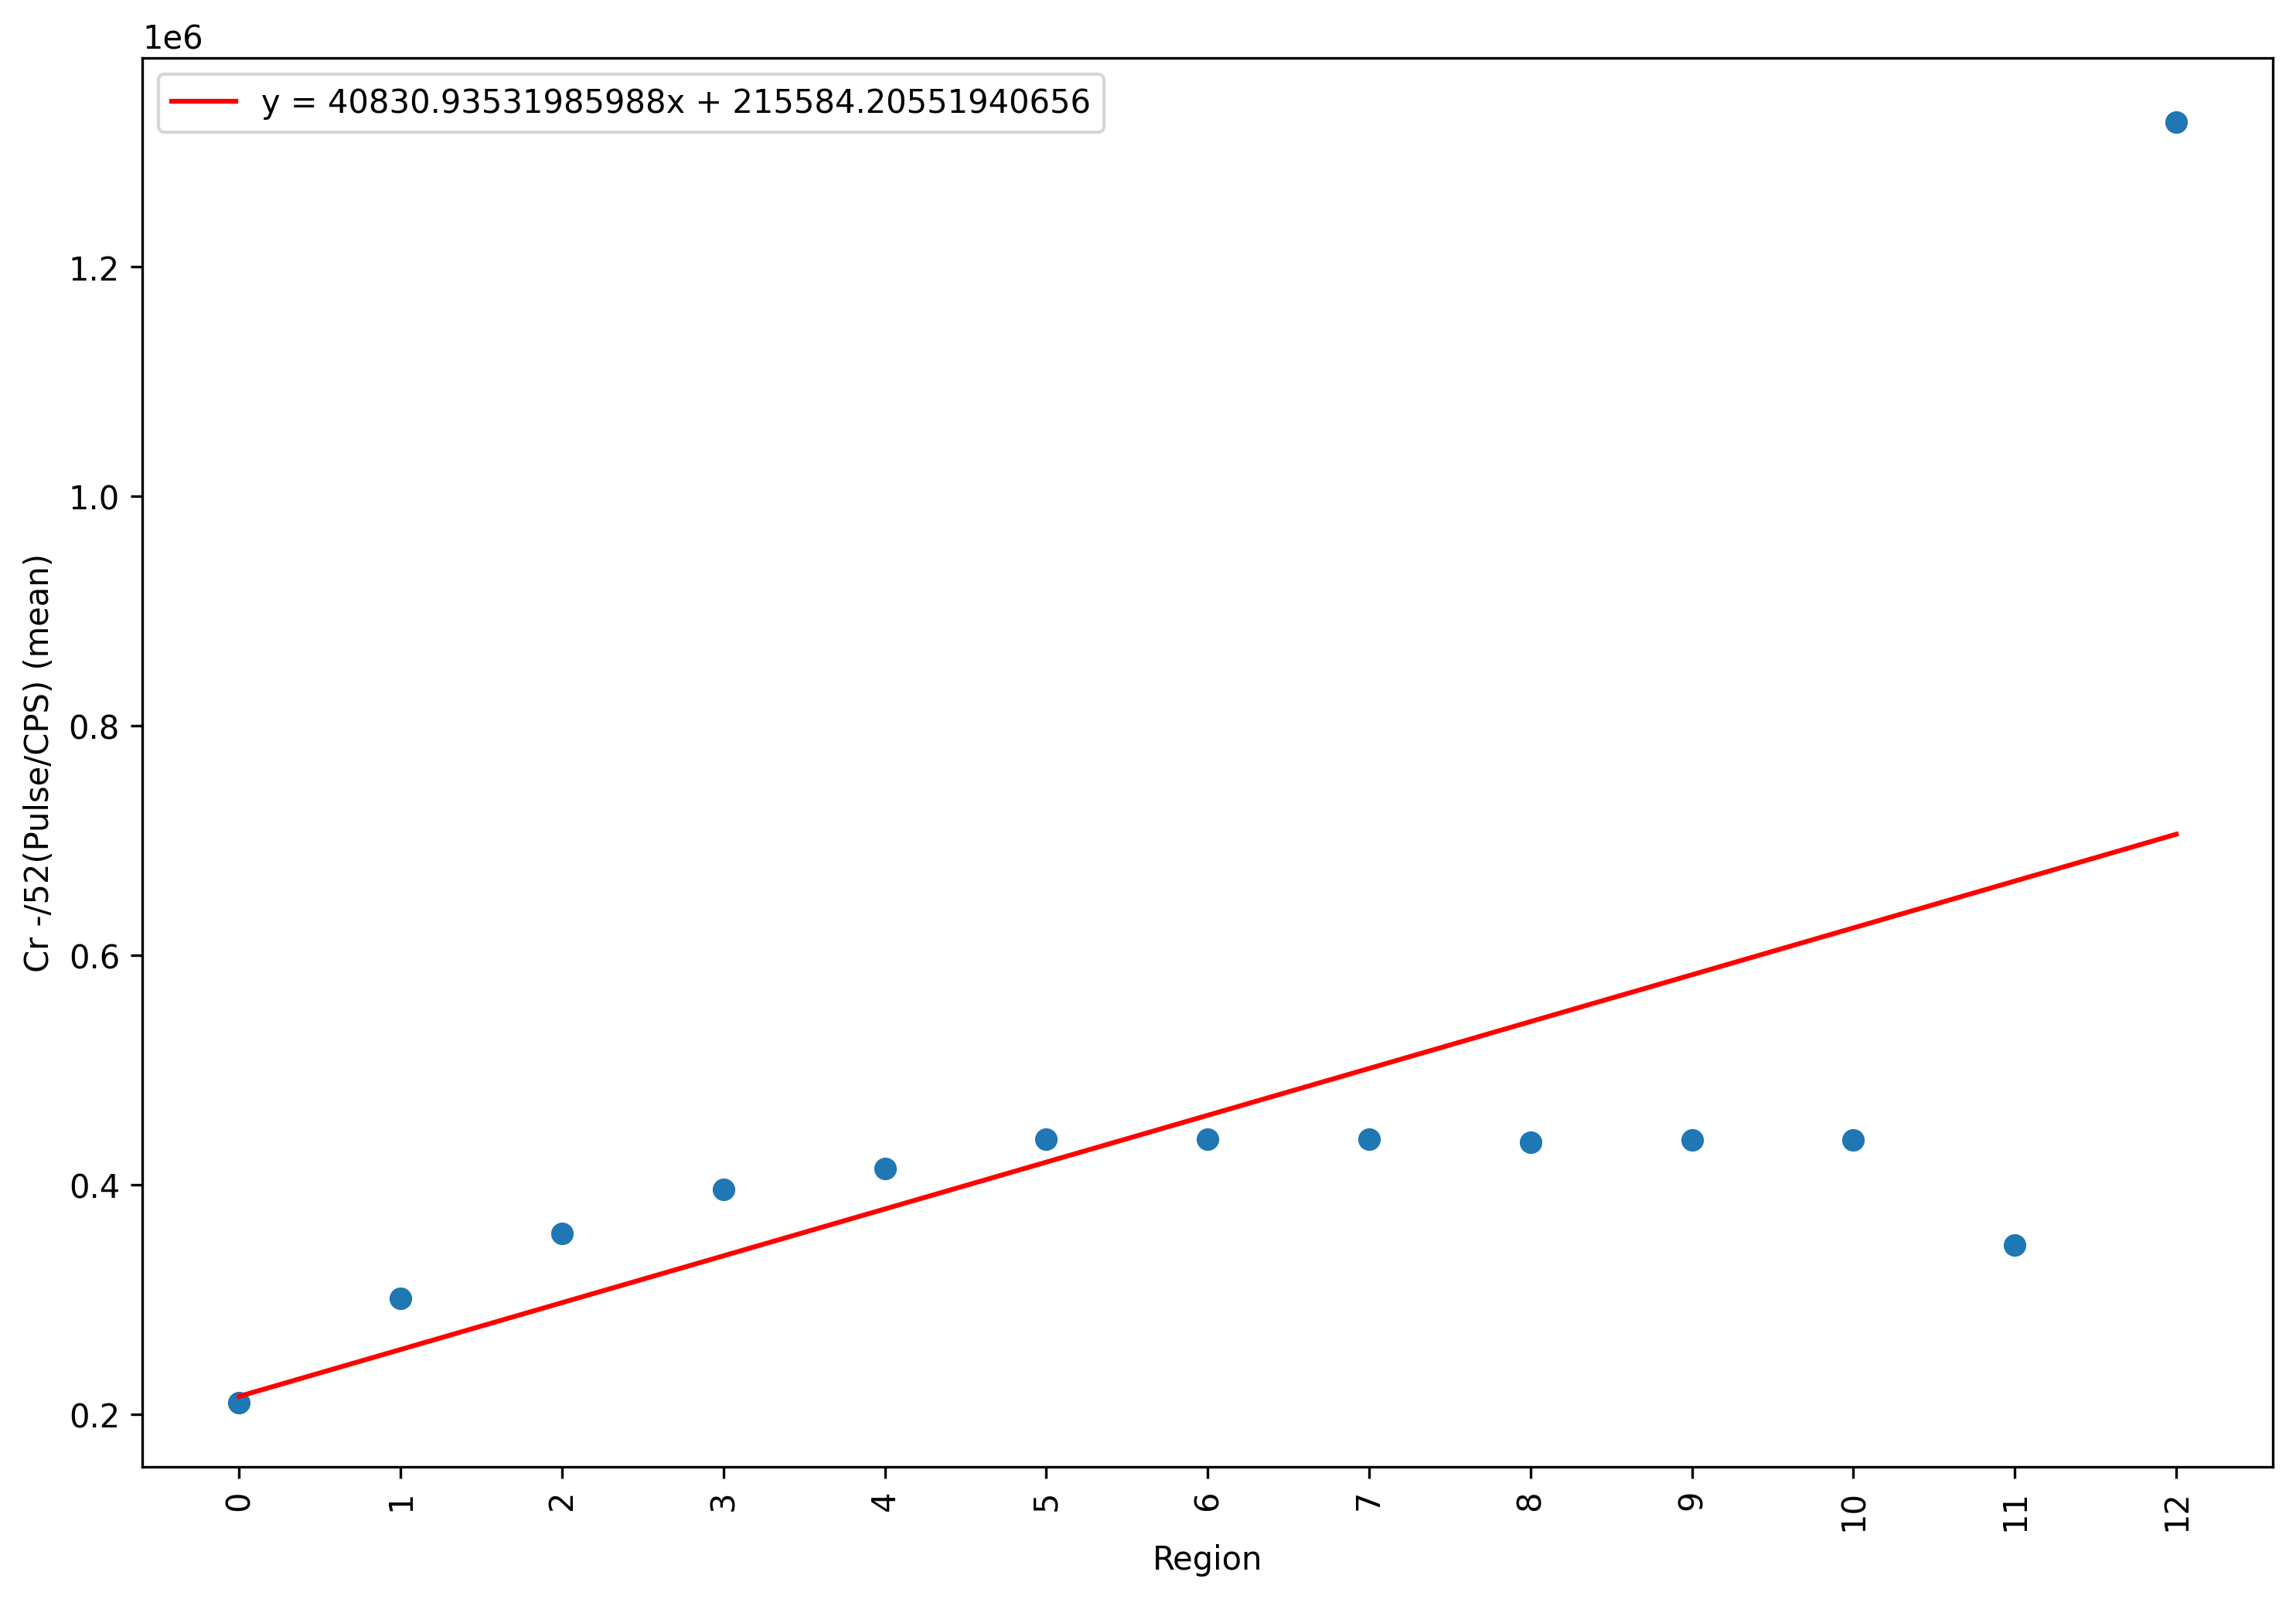 1e6
y = 40830.93531985988x + 215584.20551940656
1.2
1.0
0.8
0.6
0.4
0.2
Cr -/52(Pulse/CPS) (mean)
0 1 2 3 4 5 6 7 8 9 10 11 12
Region